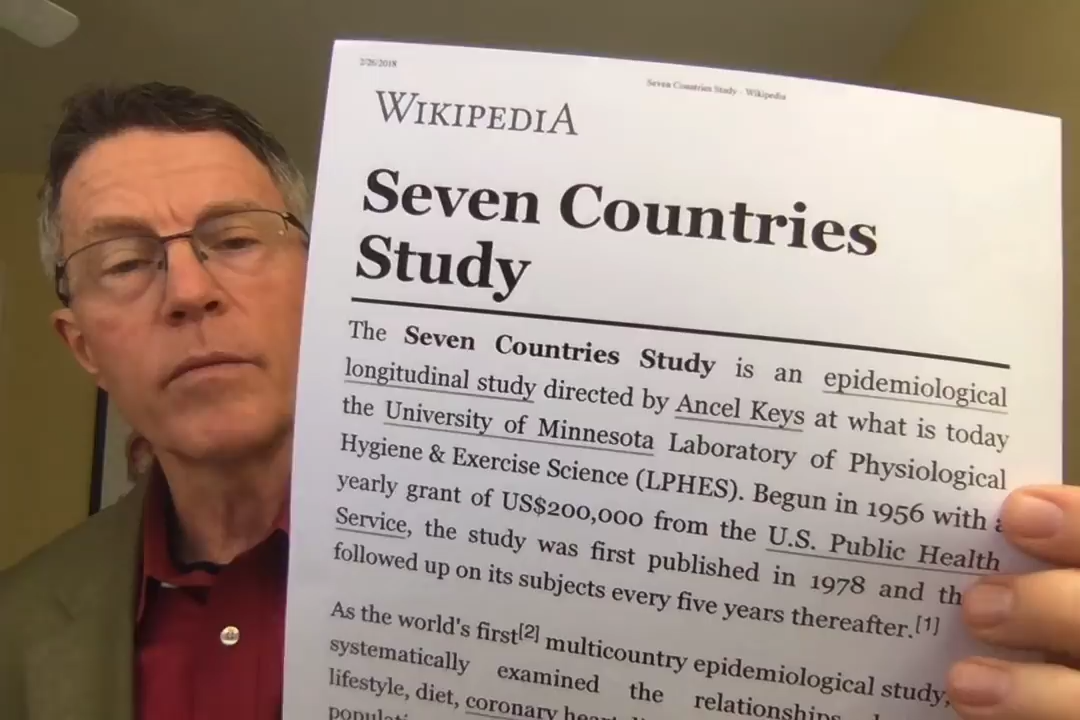 2/26/2018
Seven Countries Study - Wikipedia
WIKIPEDIA
Seven Countries
Study
The Seven Countries Study is an epidemiological
longitudinal study directed by Ancel Keys at what is today
the University of Minnesota Laboratory of Physiological
Hygiene & Exercise Science (LPHES). Begun in 1956 with a
yearly grant of US$200,000 from the U.S. Public Health
Service, the study was first published in 1978 and
followed up on its subjects every five years thereafter.[1]
As the world's first[2] multicountry epidemiological study,
systematically examined the relationships
lifestyle, diet, coronary